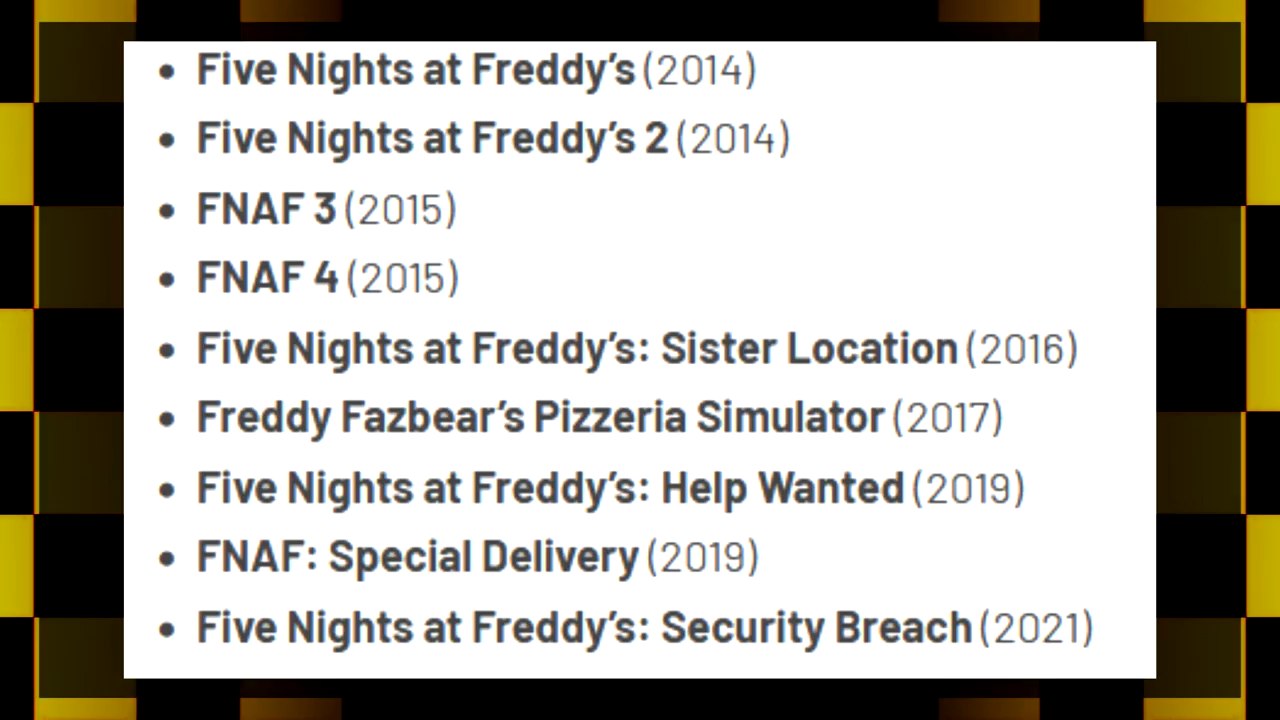 • Five Nights at Freddy’s (2014)
• Five Nights at Freddy’s 2 (2014)
• FNAF 3 (2015)
• FNAF 4 (2015)
• Five Nights at Freddy’s: Sister Location (2016)
• Freddy Fazbear’s Pizzeria Simulator (2017)
• Five Nights at Freddy’s: Help Wanted (2019)
• FNAF: Special Delivery (2019)
• Five Nights at Freddy’s: Security Breach (2021)